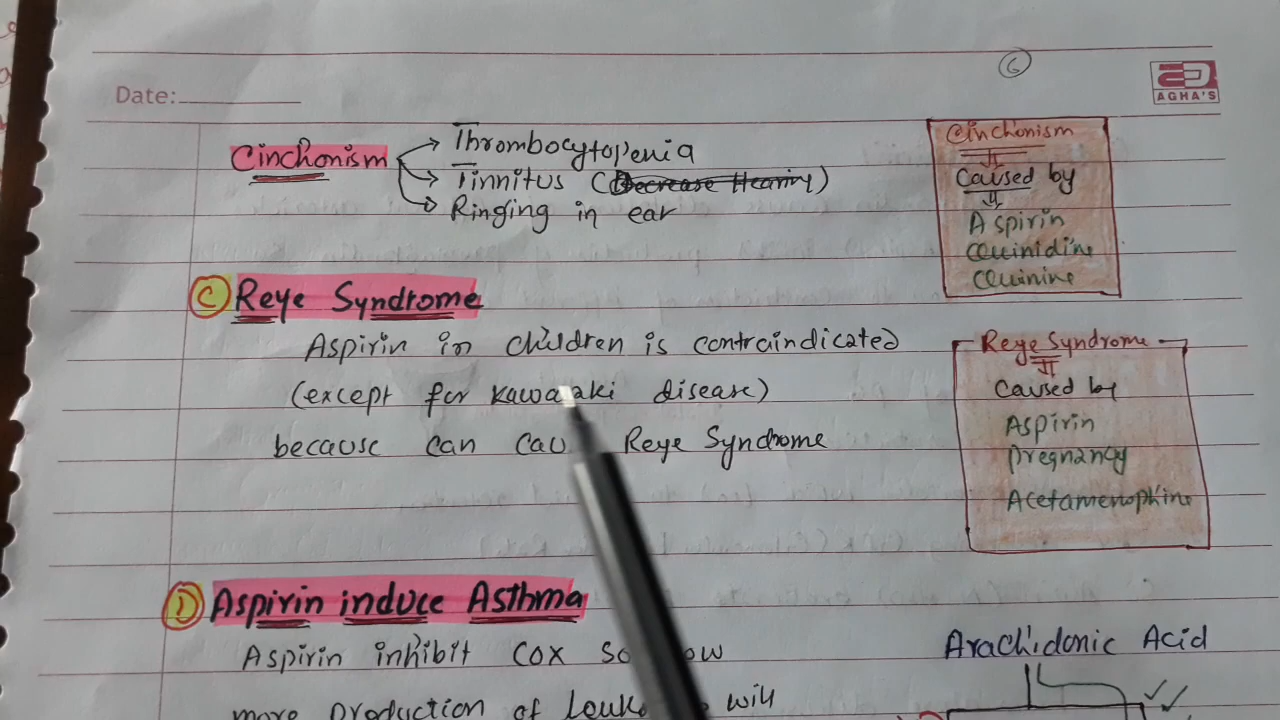 6
Date:
AGHA'S
Cinchonism
Thrombocytopenia
Tinnitus (Decrease Hearing)
Ringing in ear
Cinchonism
Caused by
Aspirin
Quinidine
Quinine
C Reye Syndrome
Aspirin in children is contraindicated
(except for kawasaki disease)
because can Reye Syndrome
Reye Syndrome
Caused by
Aspirin
pregnancy
Acetamenophine
D Aspirin induce Asthma
Aspirin inhibit COX
more production of will
Arachidonic Acid